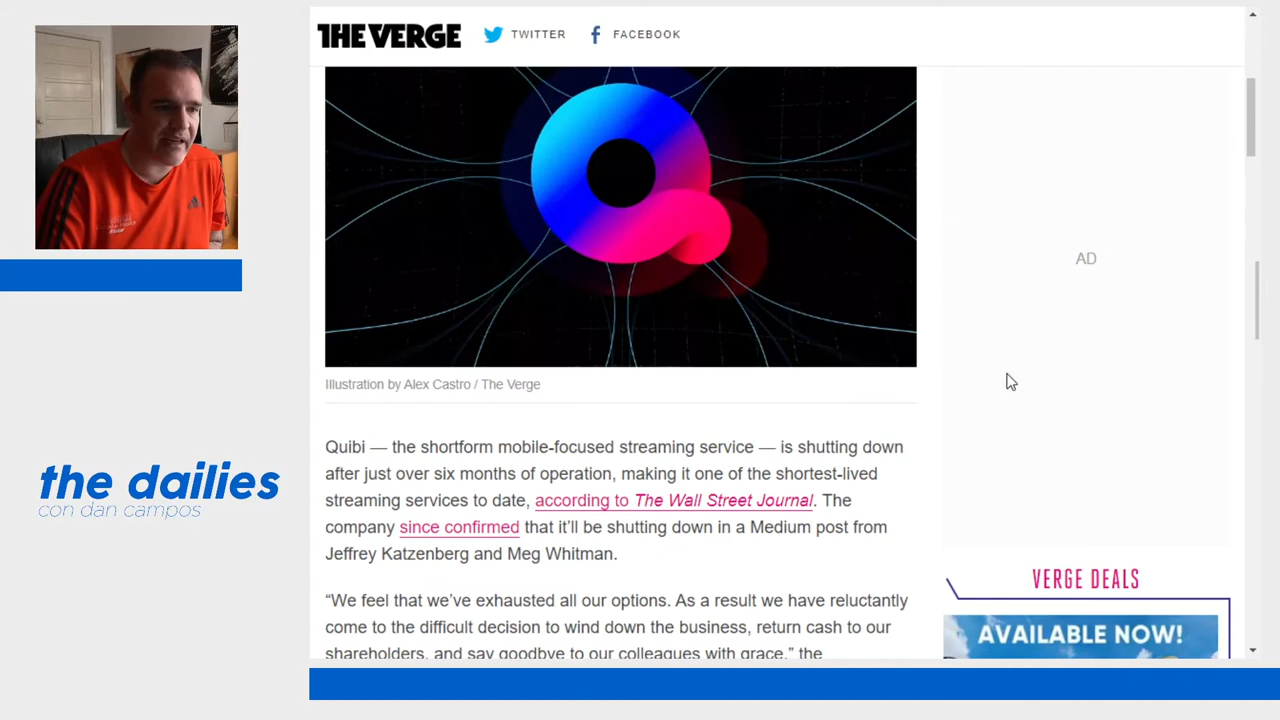 THE VERGE
TWITTER
FACEBOOK
AD
Illustration by Alex Castro / The Verge
Quibi — the shortform mobile-focused streaming service — is shutting down
after just over six months of operation, making it one of the shortest-lived
streaming services to date, according to The Wall Street Journal. The
company since confirmed that it’ll be shutting down in a Medium post from
Jeffrey Katzenberg and Meg Whitman.
“We feel that we’ve exhausted all our options. As a result we have reluctantly
come to the difficult decision to wind down the business, return cash to our
shareholders, and say goodbye to our colleagues with grace,” the
VERGE DEALS
AVAILABLE NOW!
the dailies
con dan campos